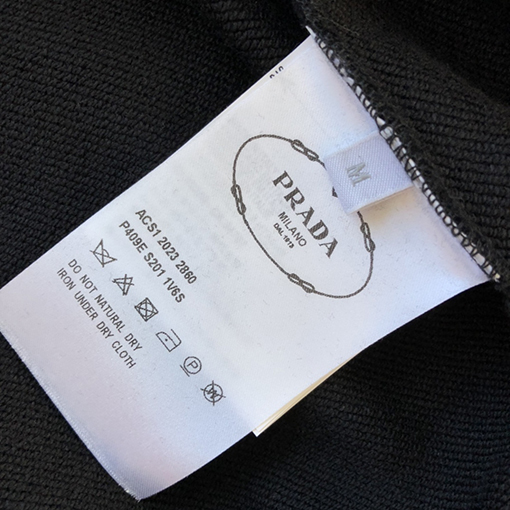 M
PRADA
MILANO
DAL 1913
ACS1 2023 2860
P409E S201 1V6S
P
DO NOT NATURAL DRY
IRON UNDER DRY CLOTH